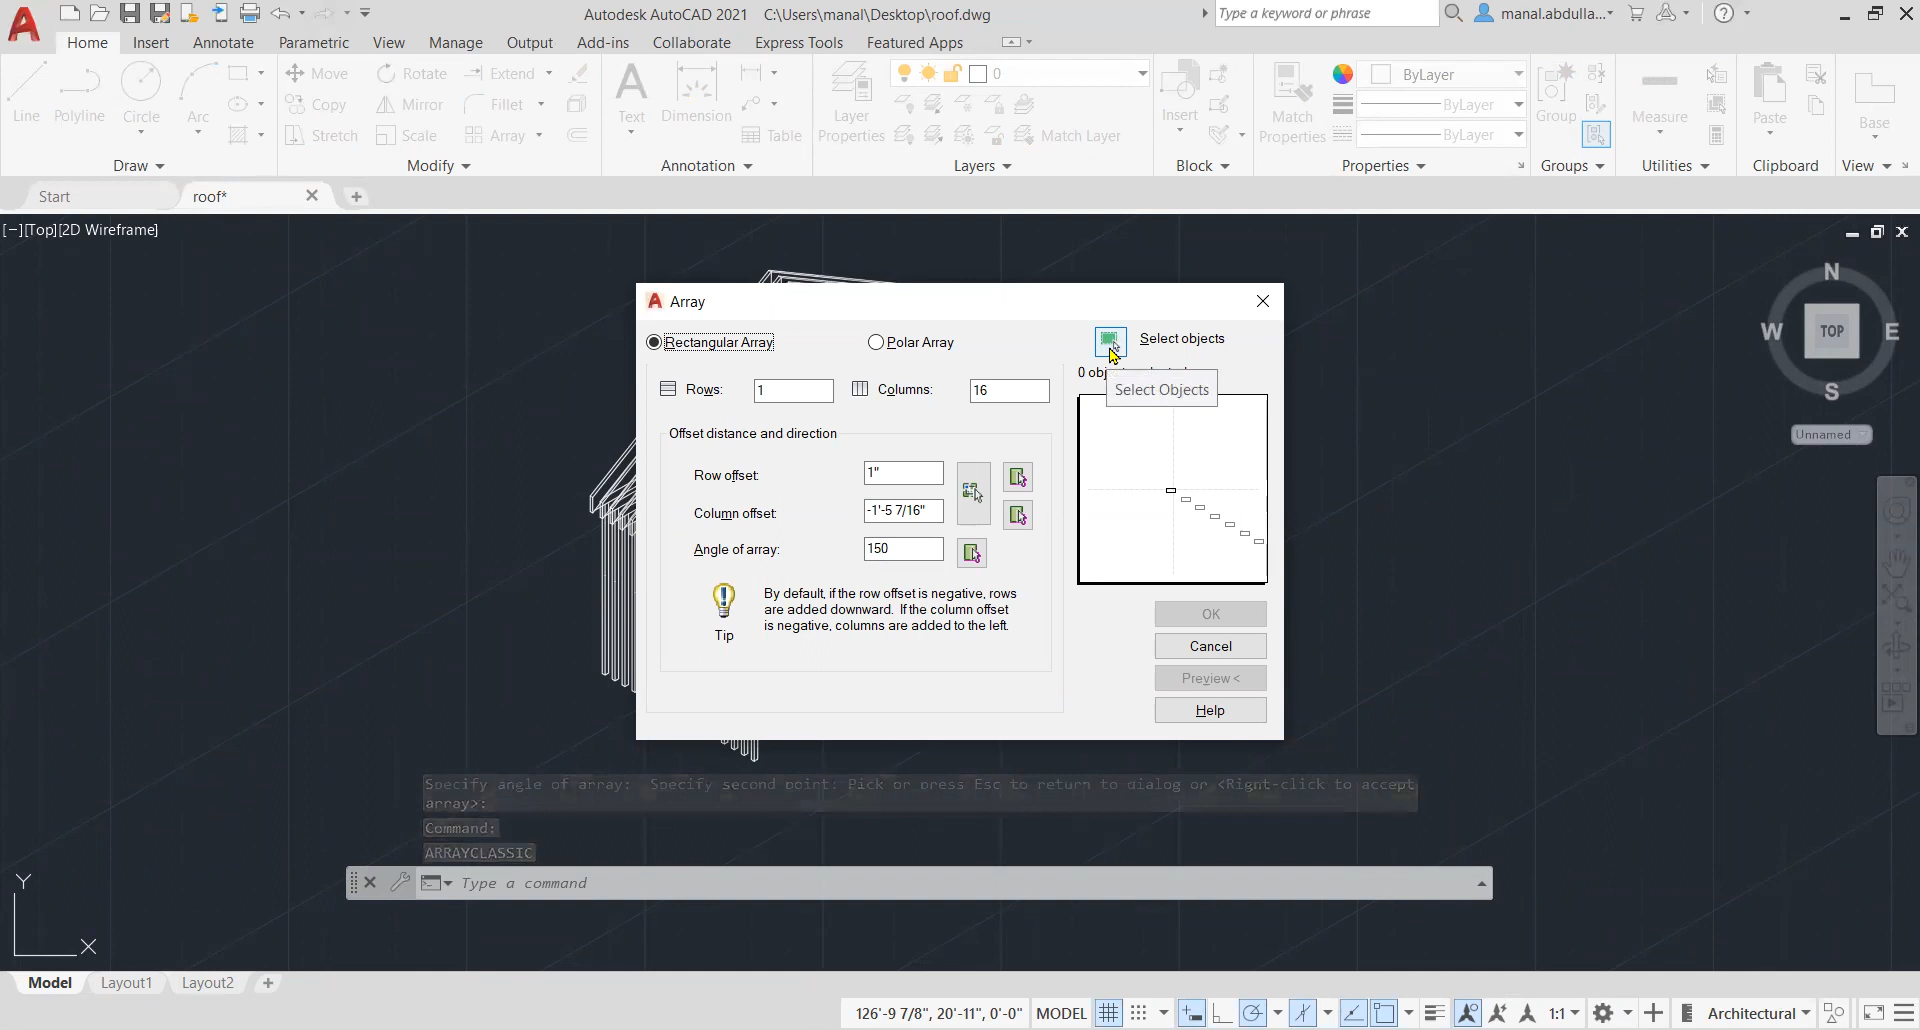 Autodesk AutoCAD 2021 C:\Users\manal\Desktop\roof.dwg
Type a keyword or phrase
manal.abdulla...
Home Insert Annotate Parametric View Manage Output Add-ins Collaborate Express Tools Featured Apps
Line Polyline Circle Arc
Move Rotate Extend
Copy Mirror Fillet
Stretch Scale Array
Text Dimension Table
Layer Properties
0
Match Layer
Insert
Match Properties
ByLayer
ByLayer
ByLayer
Group
Measure
Paste
Base
Draw Modify Annotation Layers Block Properties Groups Utilities Clipboard View
Start roof*
[−][Top][2D Wireframe]
N
W TOP E
S
Unnamed
Array
Rectangular Array Polar Array Select objects
Rows: 1 Columns: 16
Select Objects
Offset distance and direction
Row offset: 1"
Column offset: -1'-5 7/16"
Angle of array: 150
Tip
By default, if the row offset is negative, rows
are added downward. If the column offset
is negative, columns are added to the left.
OK
Cancel
Preview <
Help
Specify angle of array: Specify second point: Pick or press Esc to return to dialog or <Right-click to accept
array>:
Command:
ARRAYCLASSIC
Type a command
Y
X
Model Layout1 Layout2
126'-9 7/8", 20'-11", 0'-0" MODEL 1:1 Architectural